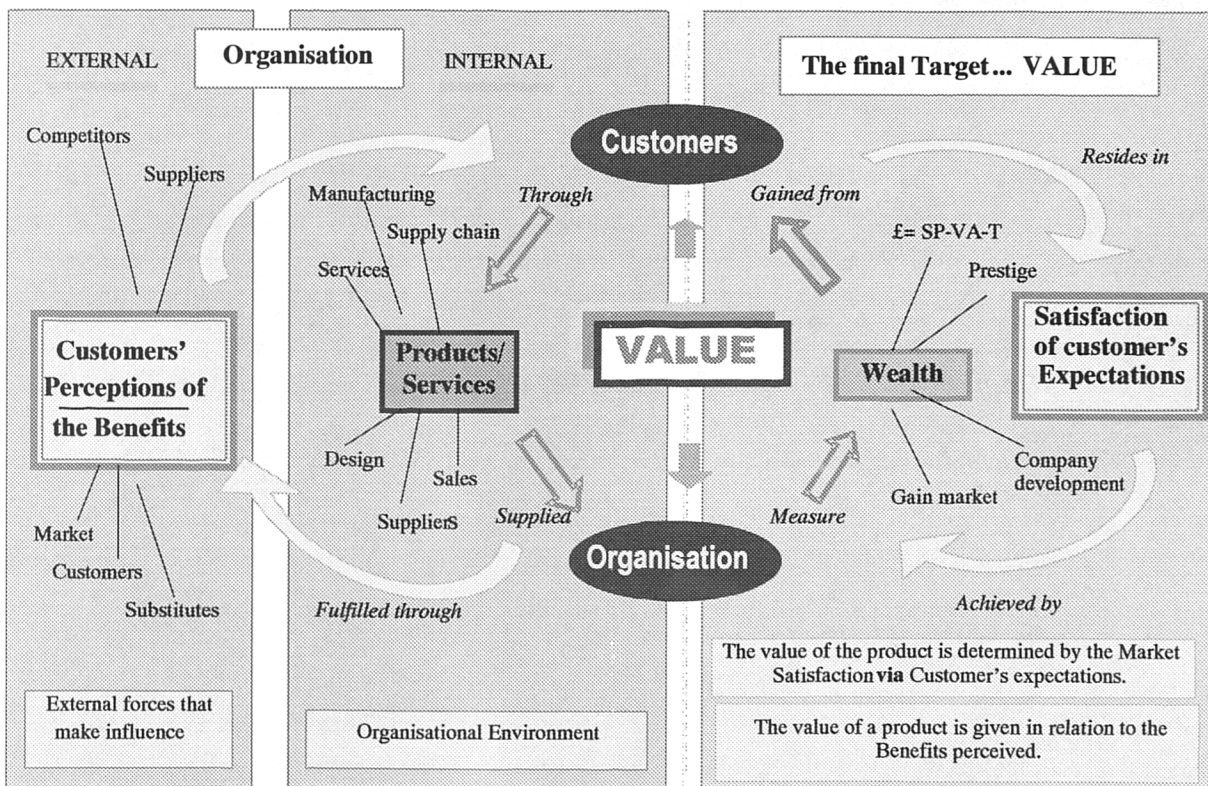 EXTERNAL
Organisation
INTERNAL
The final Target... VALUE
Competitors
Suppliers
Customers
Resides in
Manufacturing
Through
Gained from
Supply chain
£= SP-VA-T
Services
Prestige
Customers'
Perceptions of
the Benefits
Products/
Services
VALUE
Wealth
Satisfaction
of customer's
Expectations
Design
Sales
Suppliers
Supplied
Measure
Gain market
Company
development
Market
Customers
Substitutes
Organisation
Fulfilled through
Achieved by
External forces that
make influence
Organisational Environment
The value of the product is determined by the Market
Satisfaction via Customer's expectations.
The value of a product is given in relation to the
Benefits perceived.